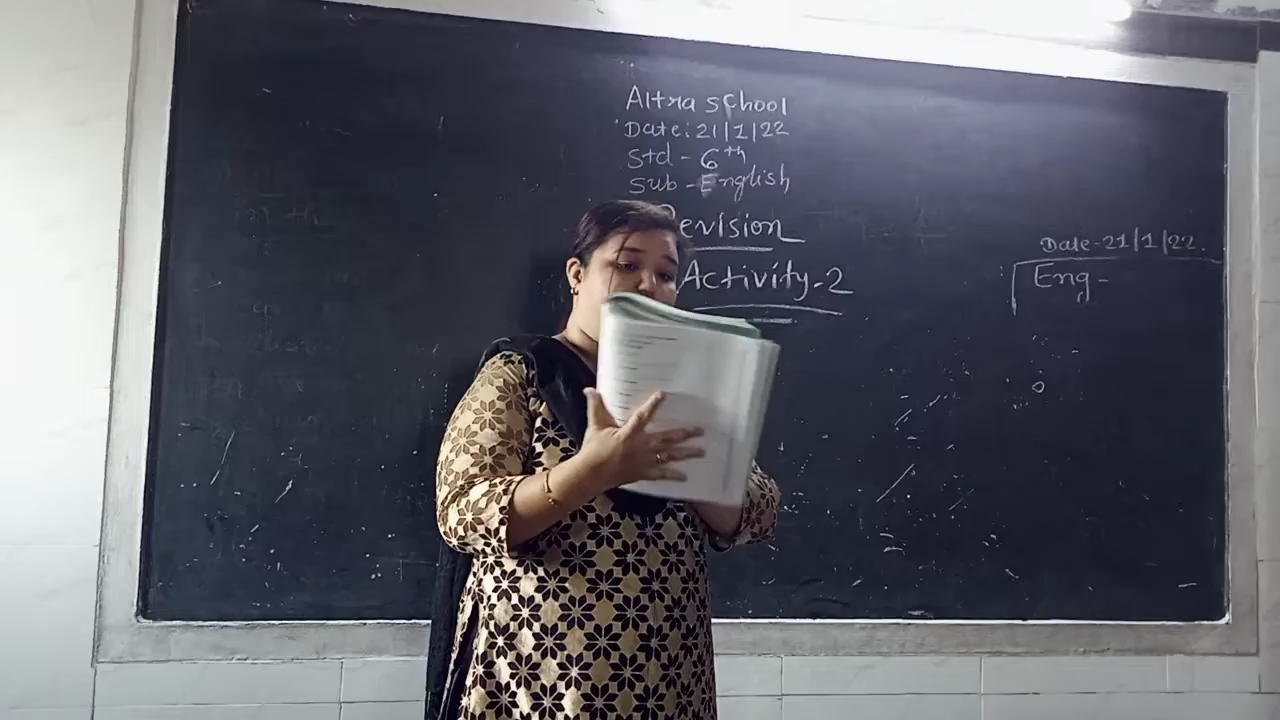 Altra school
Date: 21/1/22
Std - 6th
Sub - English
Revision
Activity-2
Date-21/1/22.
Eng-